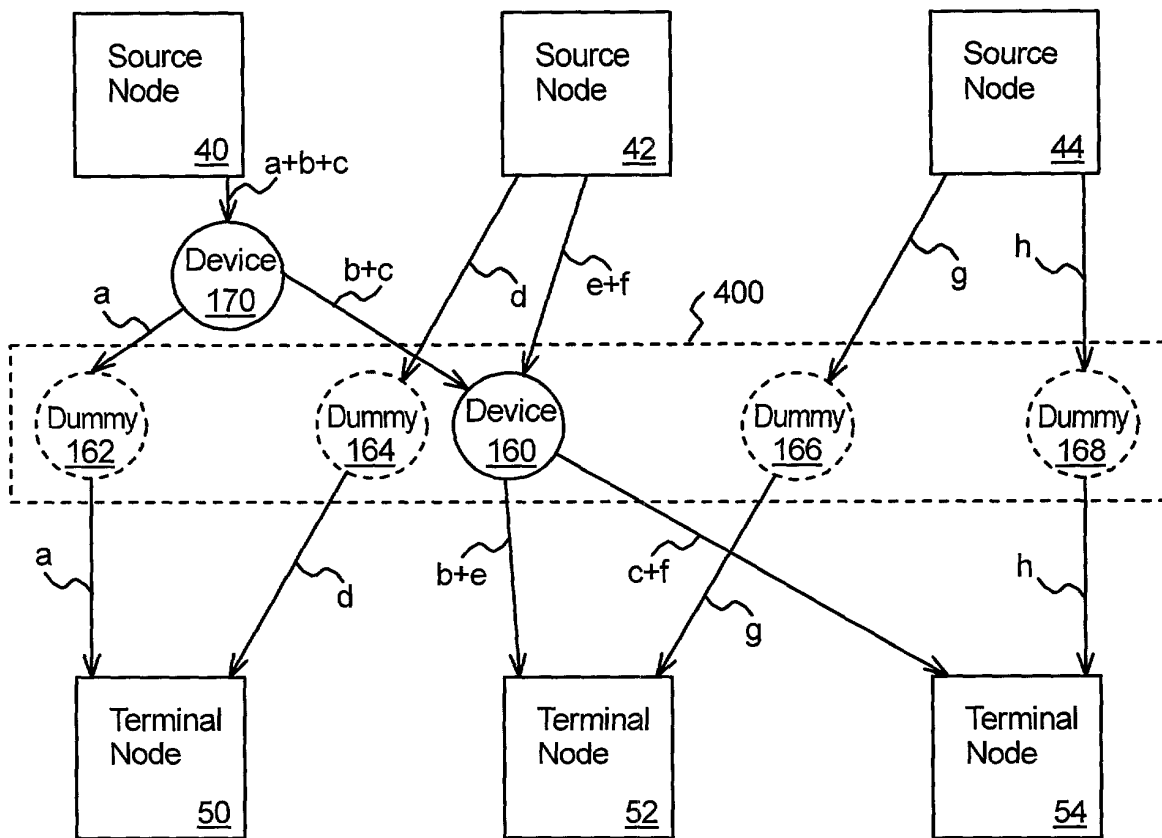 Source
Node
40
Source
Node
42
Source
Node
44
a+b+c
Device
170
b+c
d
e+f
g
h
a
400
Dummy
162
Dummy
164
Device
160
Dummy
166
Dummy
168
a
d
b+e
c+f
g
h
Terminal
Node
50
Terminal
Node
52
Terminal
Node
54